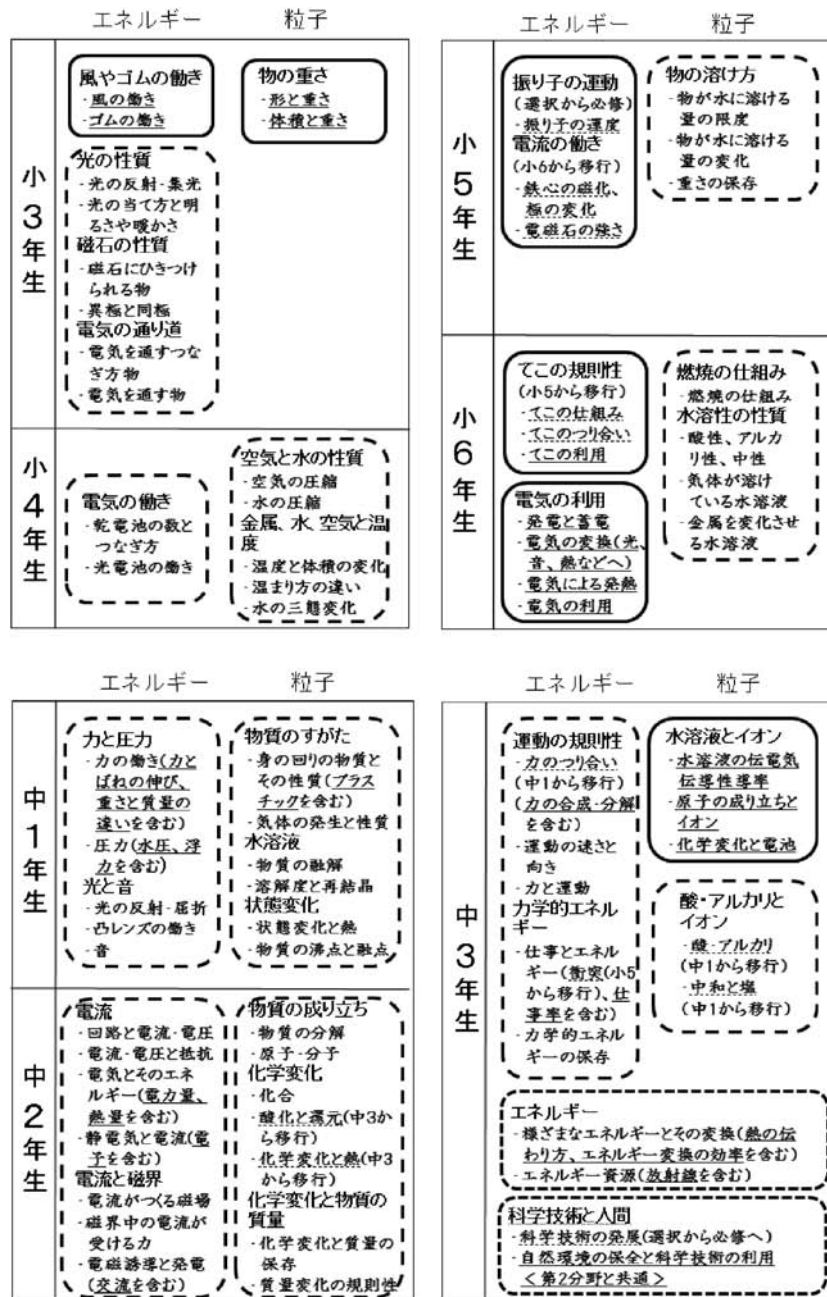 エネルギー 粒子
小3年生
風やゴムの働き
・風の働き
・ゴムの働き
物の重さ
・形と重さ
・体積と重さ
光の性質
・光の反射・集光
・光の当て方と明
るさや暖かさ
磁石の性質
・磁石にひきつけ
られる物
・異極と同極
電気の通り道
・電気を通すつな
ぎ方物
・電気を通す物
小4年生
電気の働き
・乾電池の数と
つなぎ方
・光電池の働き
空気と水の性質
・空気の圧縮
・水の圧縮
金属、水、空気と温
度
・温度と体積の変化
・温まり方の違い
・水の三態変化
エネルギー 粒子
小5年生
振り子の運動
(選択から必修)
・振り子の運度
電流の働き
(小6から移行)
・鉄心の磁化、
極の変化
・電磁石の強さ
物の溶け方
・物が水に溶ける
量の限度
・物が水に溶ける
量の変化
・重さの保存
小6年生
てこの規則性
(小5から移行)
・てこの仕組み
・てこのつり合い
・てこの利用
電気の利用
・発電と蓄電
・電気の変換(光、
音、熱などへ)
・電気による発熱
・電気の利用
燃焼の仕組み
・燃焼の仕組み
水溶性の性質
・酸性、アルカ
リ性、中性
・気体が溶け
ている水溶液
・金属を変化させ
る水溶液
エネルギー 粒子
中1年生
力と圧力
・力の働き(力と
ばねの伸び、
重さと質量の
違いを含む)
・圧力(水圧、浮
力を含む)
光と音
・光の反射・屈折
・凸レンズの働き
・音
物質のすがた
・身の回りの物質と
その性質(プラス
チックを含む)
・気体の発生と性質
水溶液
・物質の融解
・溶解度と再結晶
状態変化
・状態変化と熱
・物質の沸点と融点
中2年生
電流
・回路と電流・電圧
・電流・電圧と抵抗
・電気とそのエネ
ルギー(電力量、
熱量を含む)
・静電気と電流(電
子を含む)
電流と磁界
・電流がつくる磁場
・磁界中の電流が
受ける力
・電磁誘導と発電
(交流を含む)
物質の成り立ち
・物質の分解
・原子・分子
化学変化
・化合
・酸化と還元(中3か
ら移行)
・化学変化と熱(中3
から移行)
化学変化と物質の
質量
・化学変化と質量の
保存
・質量変化の規則性
エネルギー 粒子
中3年生
運動の規則性
・力のつり合い
(中1から移行)
(力の合成・分解
を含む)
・運動の速さと
向き
・力と運動
力学的エネル
ギー
・仕事とエネル
ギー(衝突(小5
から移行)、仕
事率を含む)
・力学的エネル
ギーの保存
水溶液とイオン
・水溶液の伝電気
伝導性導率
・原子の成り立ちと
イオン
・化学変化と電池
酸・アルカリと
イオン
・酸・アルカリ
(中1から移行)
・中和と塩
(中1から移行)
エネルギー
・様ざまなエネルギーとその変換(熱の伝
わり方、エネルギー変換の効率を含む)
・エネルギー資源(放射線を含む)
科学技術と人間
・科学技術の発展(選択から必修へ)
・自然環境の保全と科学技術の利用
<第2分野と共通>